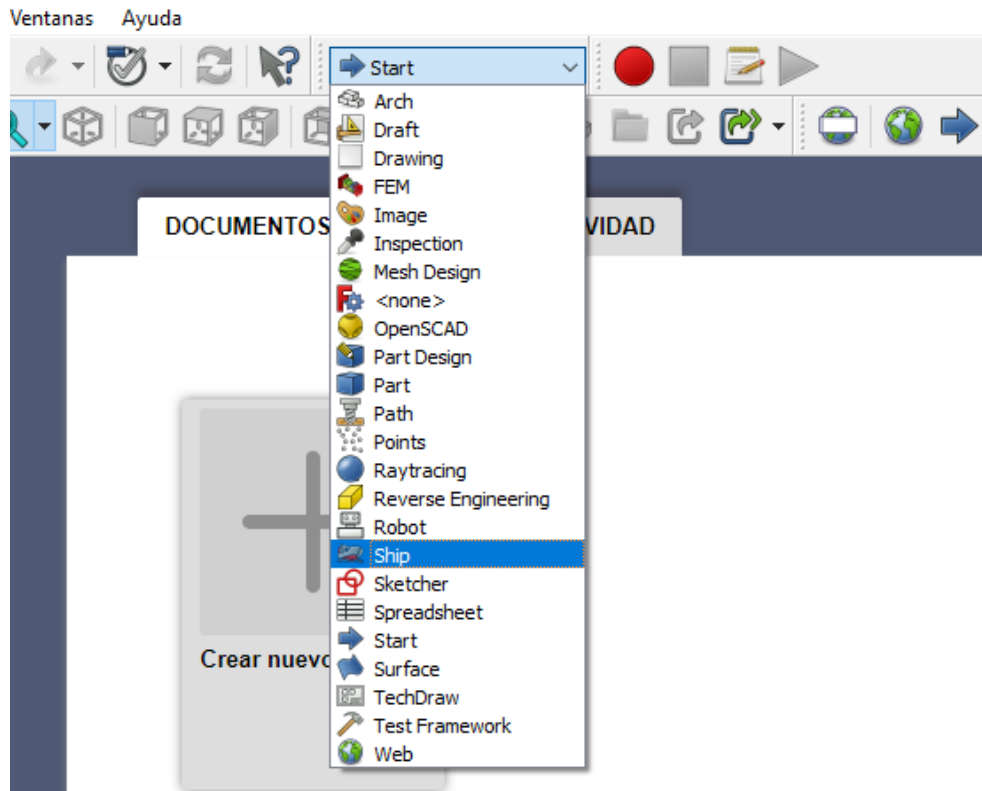 Ventanas Ayuda
Start
Arch
Draft
Drawing
FEM
Image
Inspection
Mesh Design
<none>
OpenSCAD
Part Design
Part
Path
Points
Raytracing
Reverse Engineering
Robot
Ship
Sketcher
Spreadsheet
Start
Surface
TechDraw
Test Framework
Web
DOCUMENTOS
VIDAD
Crear nuevo